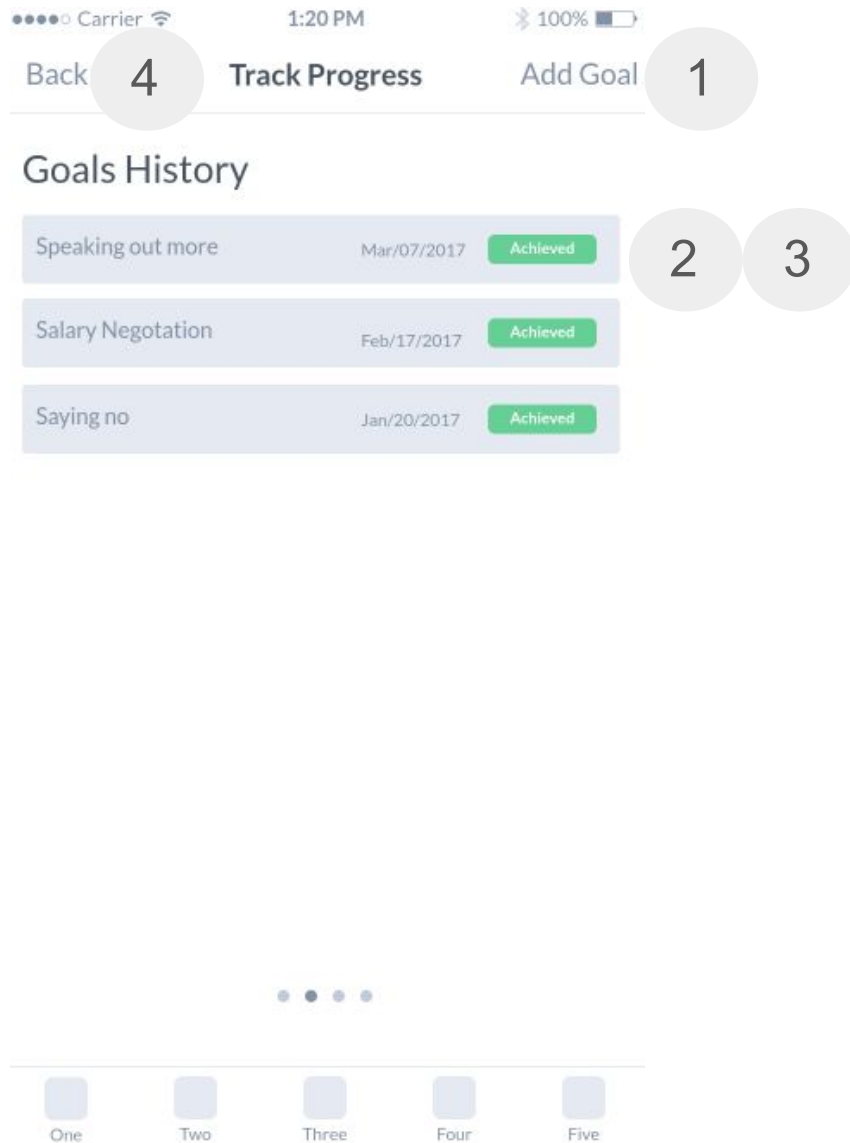 Carrier 1:20 PM 100%
Back 4 Track Progress Add Goal 1
Goals History
Speaking out more Mar/07/2017 Achieved 2 3
Salary Negotation Feb/17/2017 Achieved
Saying no Jan/20/2017 Achieved
One Two Three Four Five